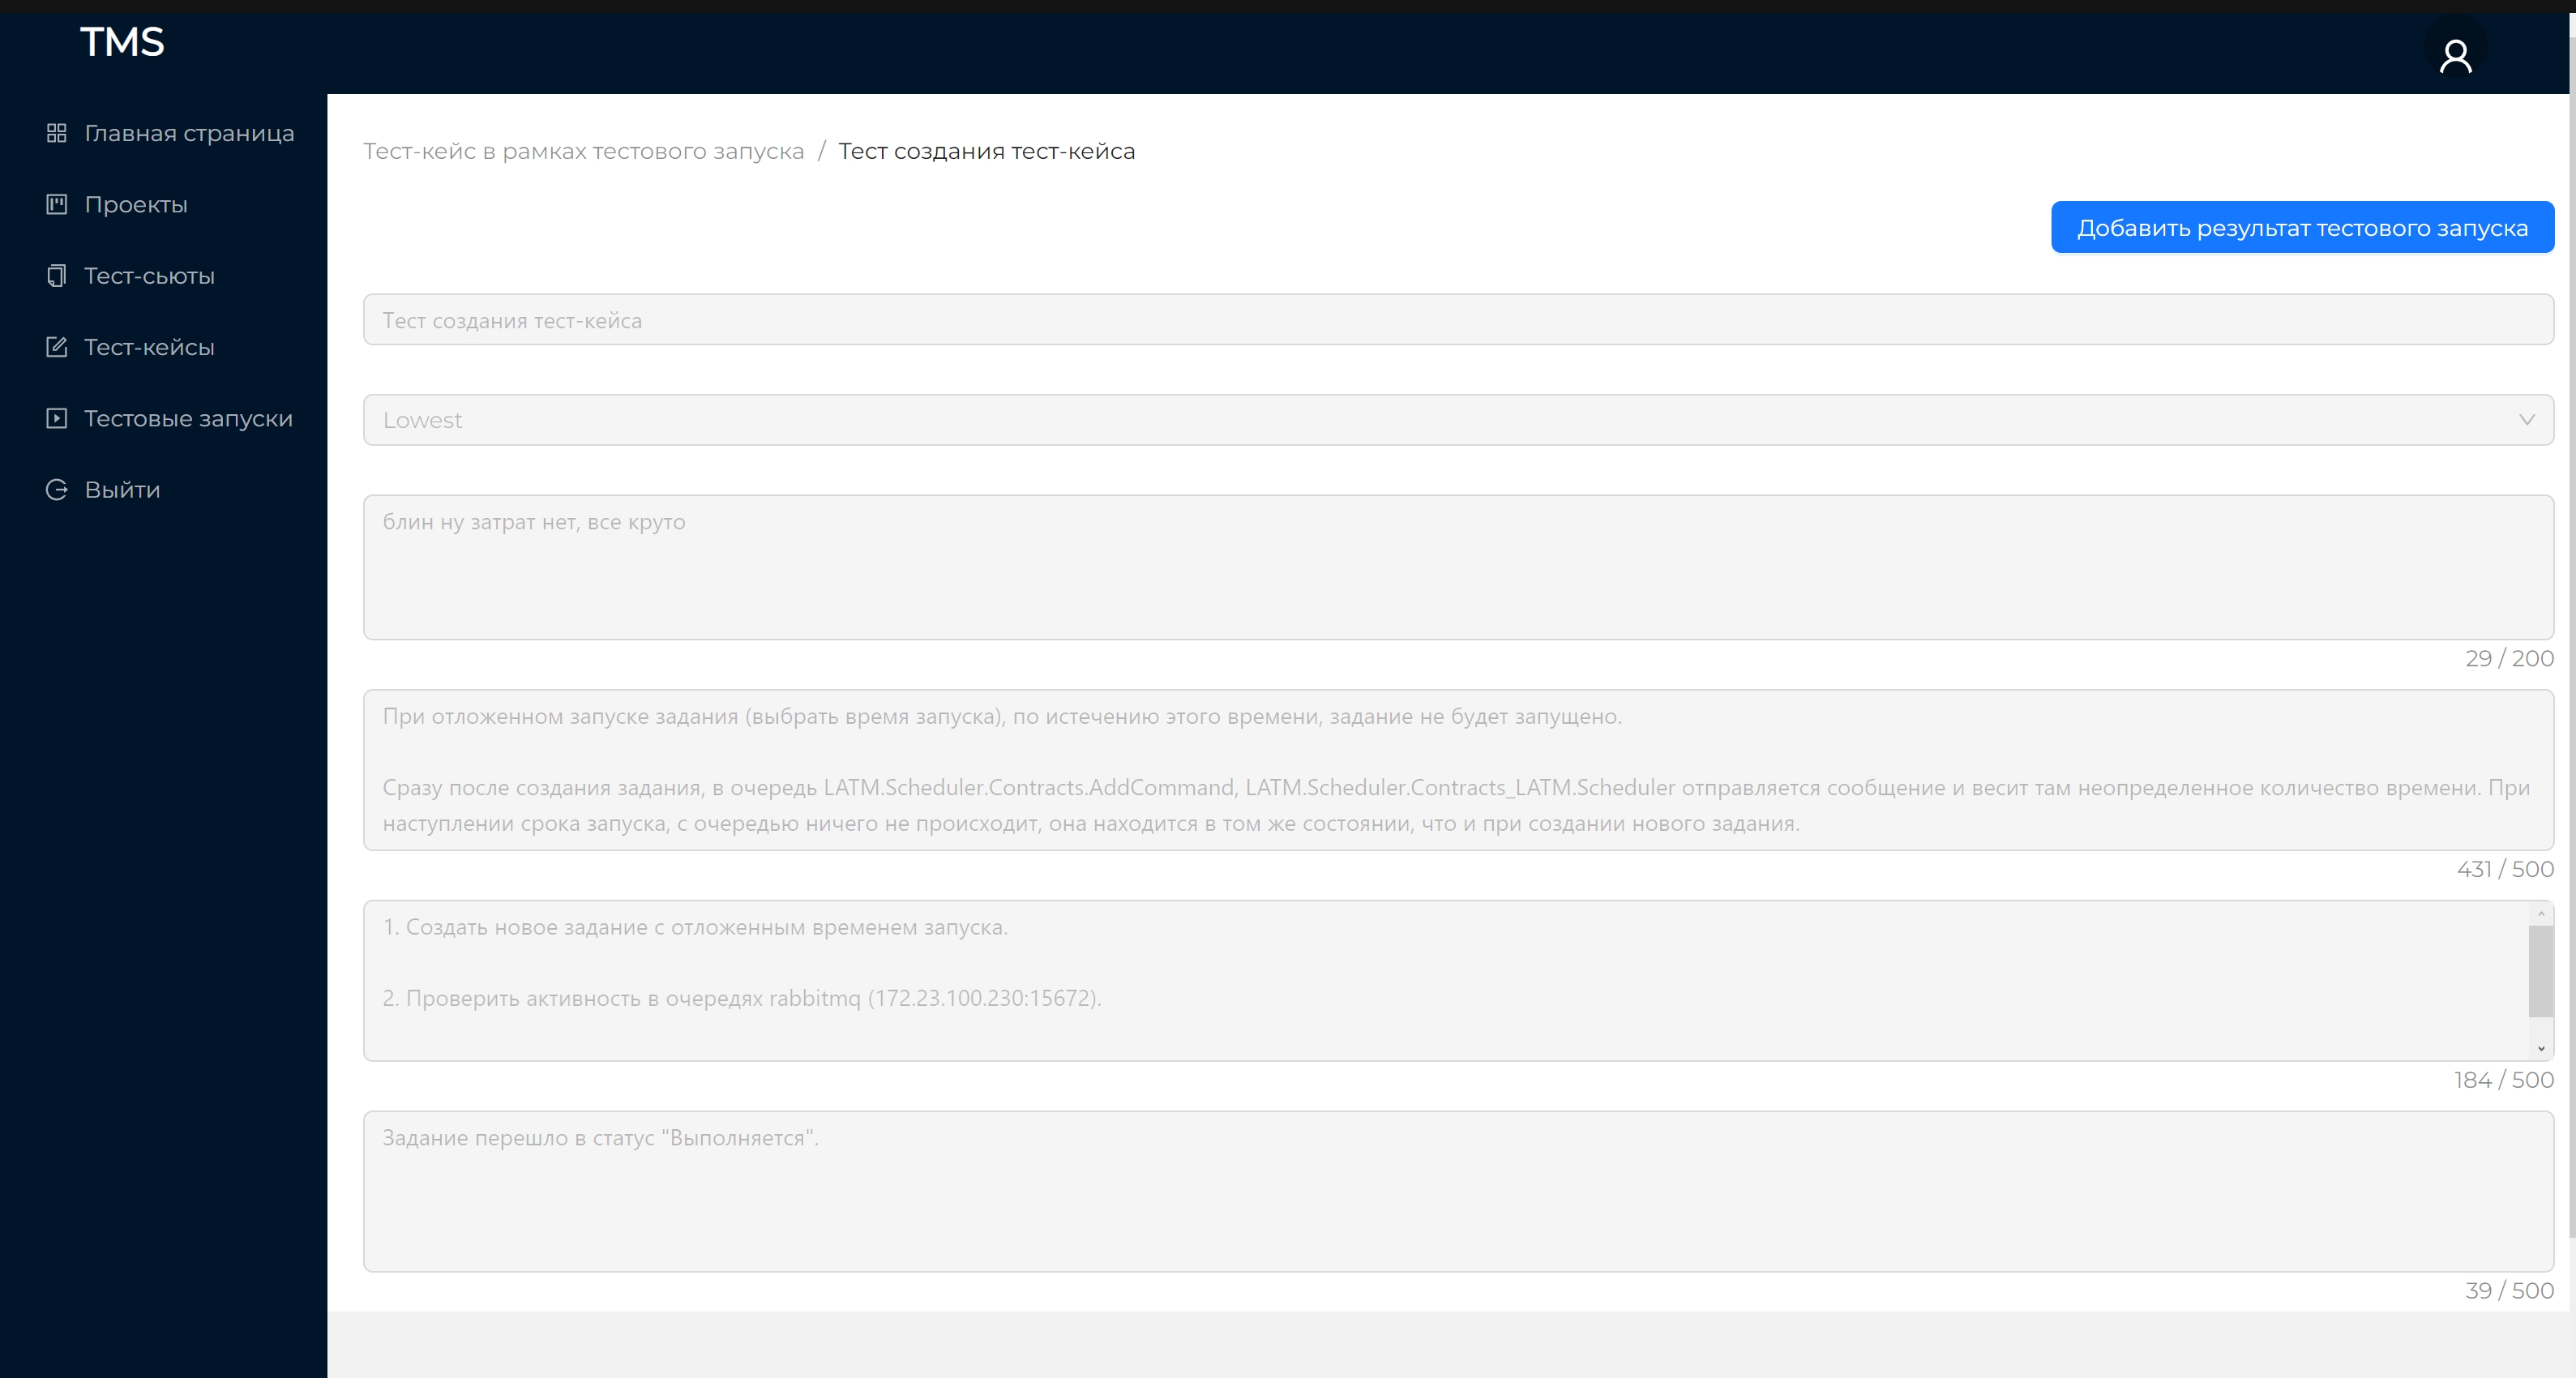 TMS
Главная страница
Проекты
Тест-сьюты
Тест-кейсы
Тестовые запуски
Выйти
Тест-кейс в рамках тестового запуска / Тест создания тест-кейса
Добавить результат тестового запуска
Тест создания тест-кейса
Lowest
блин ну затрат нет, все круто
29 / 200
При отложенном запуске задания (выбрать время запуска), по истечению этого времени, задание не будет запущено.
Сразу после создания задания, в очередь LATM.Scheduler.Contracts.AddCommand, LATM.Scheduler.Contracts_LATM.Scheduler отправляется сообщение и весит там неопределенное количество времени. При
наступлении срока запуска, с очередью ничего не происходит, она находится в том же состоянии, что и при создании нового задания.
431 / 500
1. Создать новое задание с отложенным временем запуска.
2. Проверить активность в очередях rabbitmq (172.23.100.230:15672).
184 / 500
Задание перешло в статус "Выполняется".
39 / 500